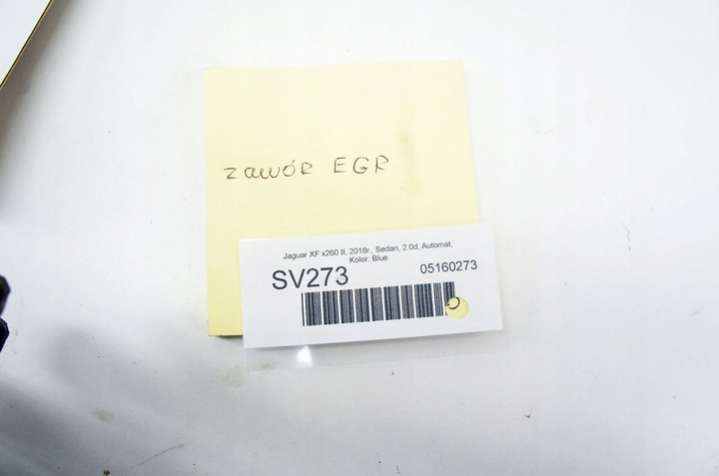 zawór EGR
Jaguar XF x260 II, 2018r., Sedan, 2.0d, Automat,
Kolor: Blue
SV273
05160273